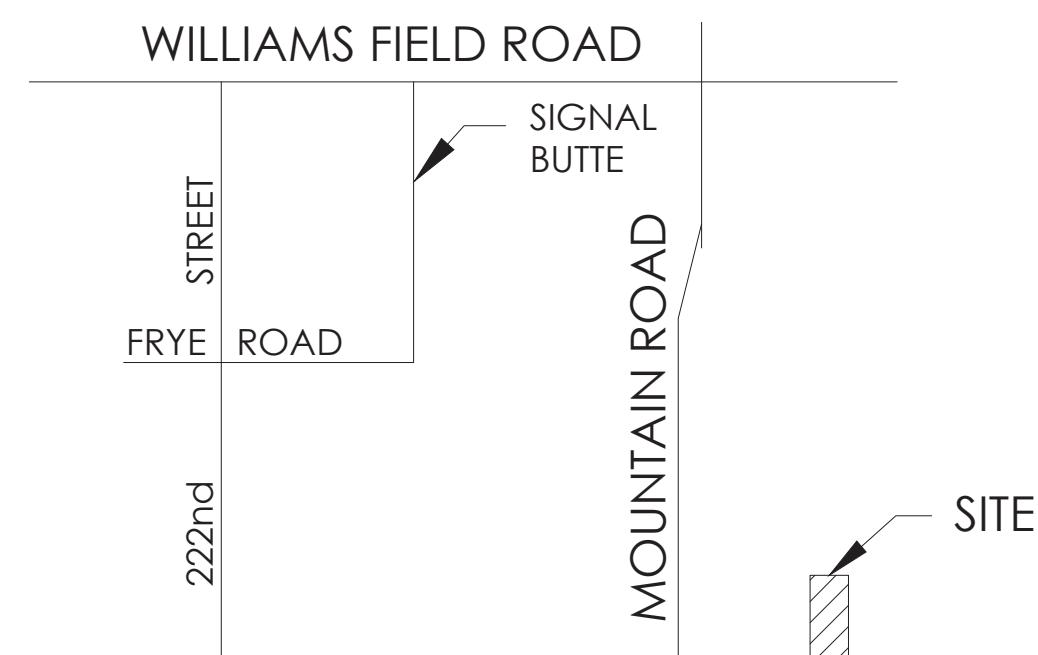 WILLIAMS FIELD ROAD
SIGNAL
BUTTE
STREET
MOUNTAIN ROAD
FRYE ROAD
222nd
SITE